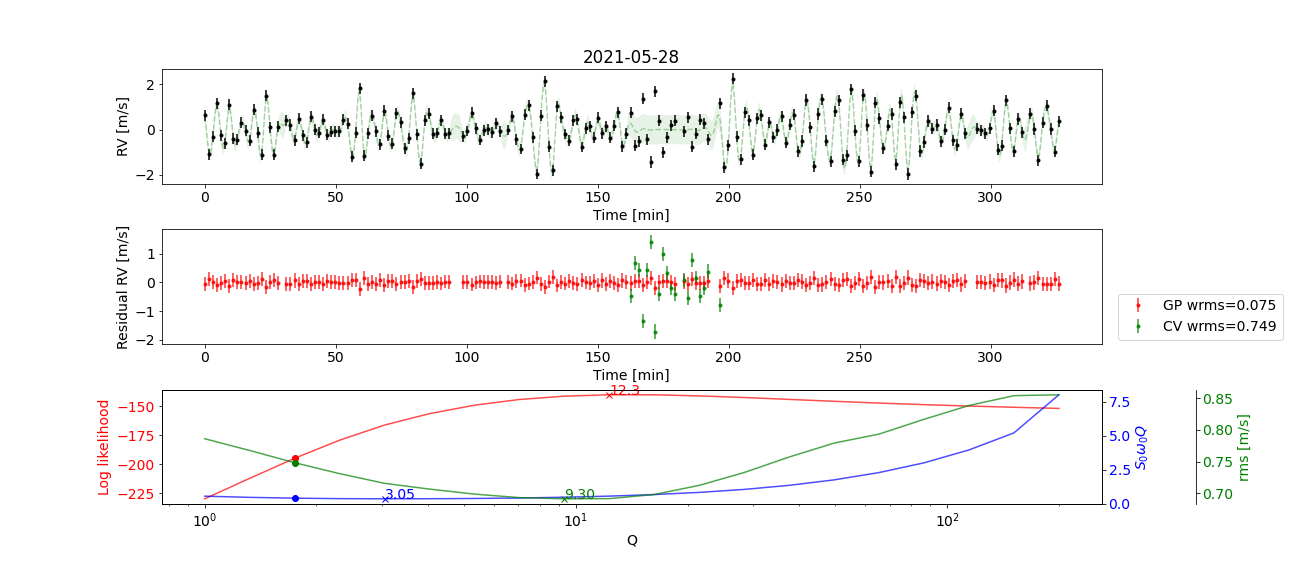 2021-05-28
RV [m/s]
2
0
−2
0 50 100 150 200 250 300
Time [min]
Residual RV [m/s]
1
0
−1
−2
0 50 100 150 200 250 300
Time [min]
GP wrms=0.075
CV wrms=0.749
Log likelihood
−150
−175
−200
−225
12.3
3.05
9.30
7.5
5.0
2.5
0.0
S₀ω₀Q
0.85
0.80
0.75
0.70
rms [m/s]
10⁰ 10¹ 10²
Q